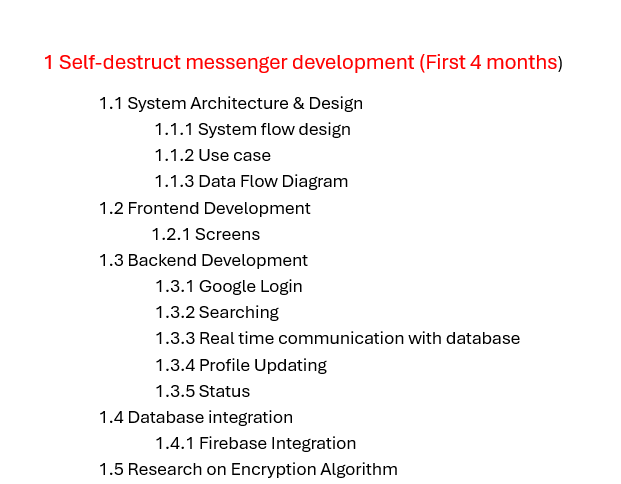 1 Self-destruct messenger development (First 4 months)
1.1 System Architecture & Design
1.1.1 System flow design
1.1.2 Use case
1.1.3 Data Flow Diagram
1.2 Frontend Development
1.2.1 Screens
1.3 Backend Development
1.3.1 Google Login
1.3.2 Searching
1.3.3 Real time communication with database
1.3.4 Profile Updating
1.3.5 Status
1.4 Database integration
1.4.1 Firebase Integration
1.5 Research on Encryption Algorithm